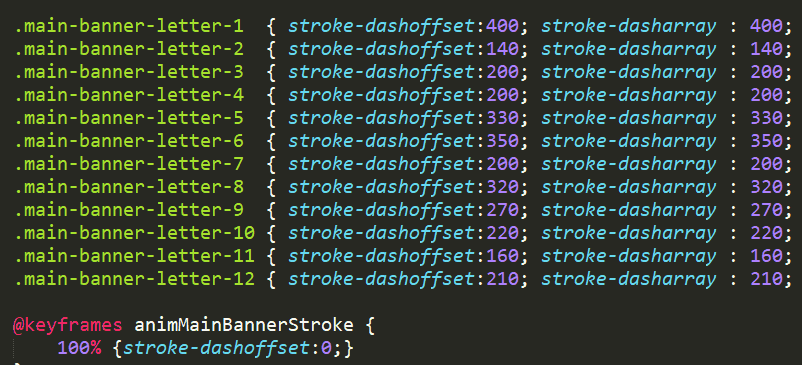 .main-banner-letter-1  { stroke-dashoffset:400; stroke-dasharray : 400;
.main-banner-letter-2  { stroke-dashoffset:140; stroke-dasharray : 140;
.main-banner-letter-3  { stroke-dashoffset:200; stroke-dasharray : 200;
.main-banner-letter-4  { stroke-dashoffset:200; stroke-dasharray : 200;
.main-banner-letter-5  { stroke-dashoffset:330; stroke-dasharray : 330;
.main-banner-letter-6  { stroke-dashoffset:350; stroke-dasharray : 350;
.main-banner-letter-7  { stroke-dashoffset:200; stroke-dasharray : 200;
.main-banner-letter-8  { stroke-dashoffset:320; stroke-dasharray : 320;
.main-banner-letter-9  { stroke-dashoffset:270; stroke-dasharray : 270;
.main-banner-letter-10 { stroke-dashoffset:220; stroke-dasharray : 220;
.main-banner-letter-11 { stroke-dashoffset:160; stroke-dasharray : 160;
.main-banner-letter-12 { stroke-dashoffset:210; stroke-dasharray : 210;
@keyframes animMainBannerStroke {
    100% {stroke-dashoffset:0;}
}